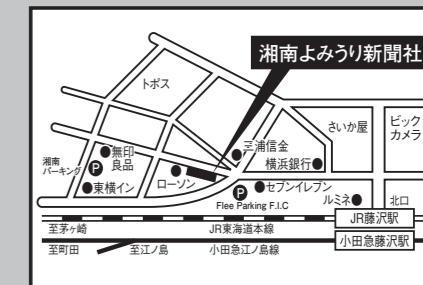 湘南よみうり新聞社
トポス
さいか屋
ビック
カメラ
芝浦信金
横浜銀行
無印
良品
湘南
パーキング
P
東横イン
ローソン
P
セブンイレブン
Flee Parking F.I.C
ルミネ
北口
JR藤沢駅
至茅ヶ崎
JR東海道本線
小田急藤沢駅
至町田
至江ノ島
小田急江ノ島線